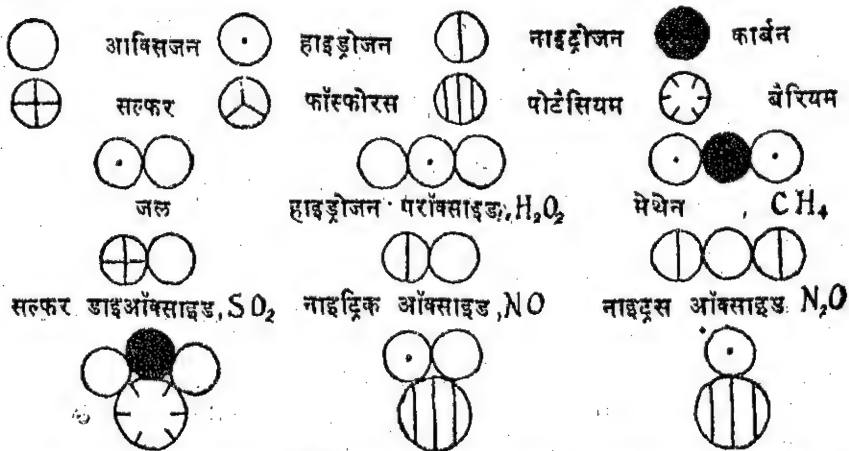 आक्सिजन हाइड्रोजन नाइट्रोजन कार्बन
सल्फर फॉस्फोरस पोटैसियम बैरियम
जल हाइड्रोजन परॉक्साइड, H₂O₂ मेथेन, CH₄
सल्फर डाइऑक्साइड, SO₂ नाइट्रिक ऑक्साइड, NO नाइट्रस ऑक्साइड N₂O